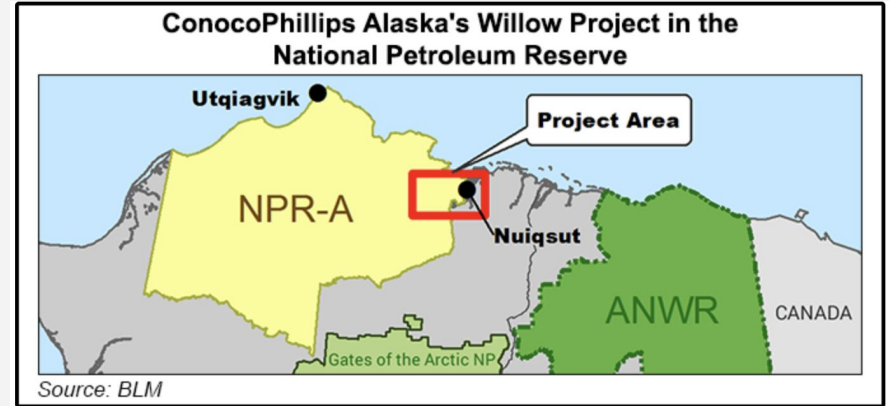 ConocoPhillips Alaska's Willow Project in the
National Petroleum Reserve
Utqiagvik
Project Area
NPR-A
Nuiqsut
ANWR
CANADA
Gates of the Arctic NP
Source: BLM